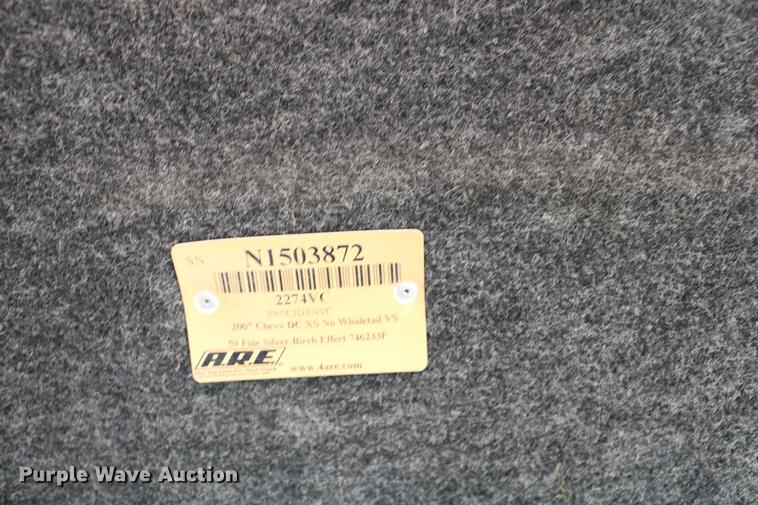 SN: N1503872
2274VC
2007 Chevy DC XS No Whaletail VS
59 Fine Silver Birch Effect 746233F
A.R.E.®
www.4are.com
Purple Wave Auction